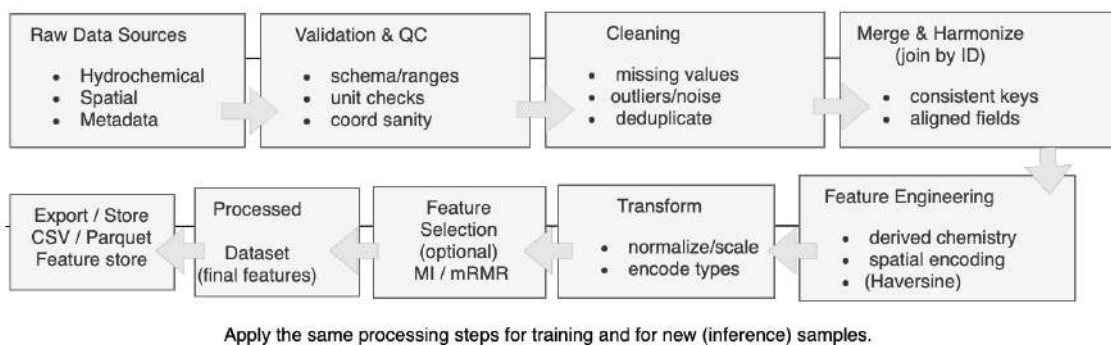 Raw Data Sources
• Hydrochemical
• Spatial
• Metadata
Validation & QC
• schema/ranges
• unit checks
• coord sanity
Cleaning
• missing values
• outliers/noise
• deduplicate
Merge & Harmonize
(join by ID)
• consistent keys
• aligned fields
Feature Engineering
• derived chemistry
• spatial encoding
• (Haversine)
Transform
• normalize/scale
• encode types
Feature
Selection
(optional)
MI / mRMR
Processed
Dataset
(final features)
Export / Store
CSV / Parquet
Feature store
Apply the same processing steps for training and for new (inference) samples.